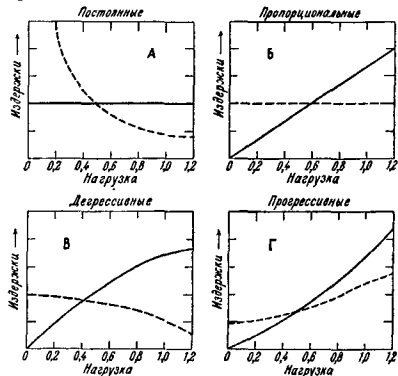 Постоянные
Издержки →
А
0 0,2 0,4 0,6 0,8 1,0 1,2
Нагрузка
Пропорциональные
Издержки →
Б
0 0,2 0,4 0,6 0,8 1,0 1,2
Нагрузка
Дегрессивные
Издержки →
В
0 0,2 0,4 0,6 0,8 1,0 1,2
Нагрузка
Прогрессивные
Издержки →
Г
0 0,2 0,4 0,6 0,8 1,0 1,2
Нагрузка